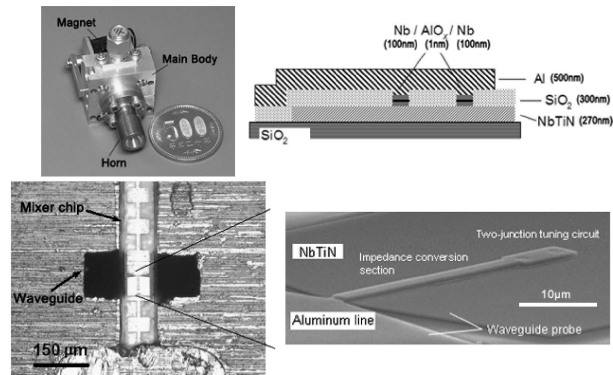 Magnet
Main Body
500
Horn
Nb / AlOₓ / Nb
(100nm) (1nm) (100nm)
Al (500nm)
SiO₂ (300nm)
NbTiN (270nm)
SiO₂
Mixer chip
Waveguide
150 μm
NbTiN
Two-junction tuning circuit
Impedance conversion
section
10μm
Aluminum line
Waveguide probe